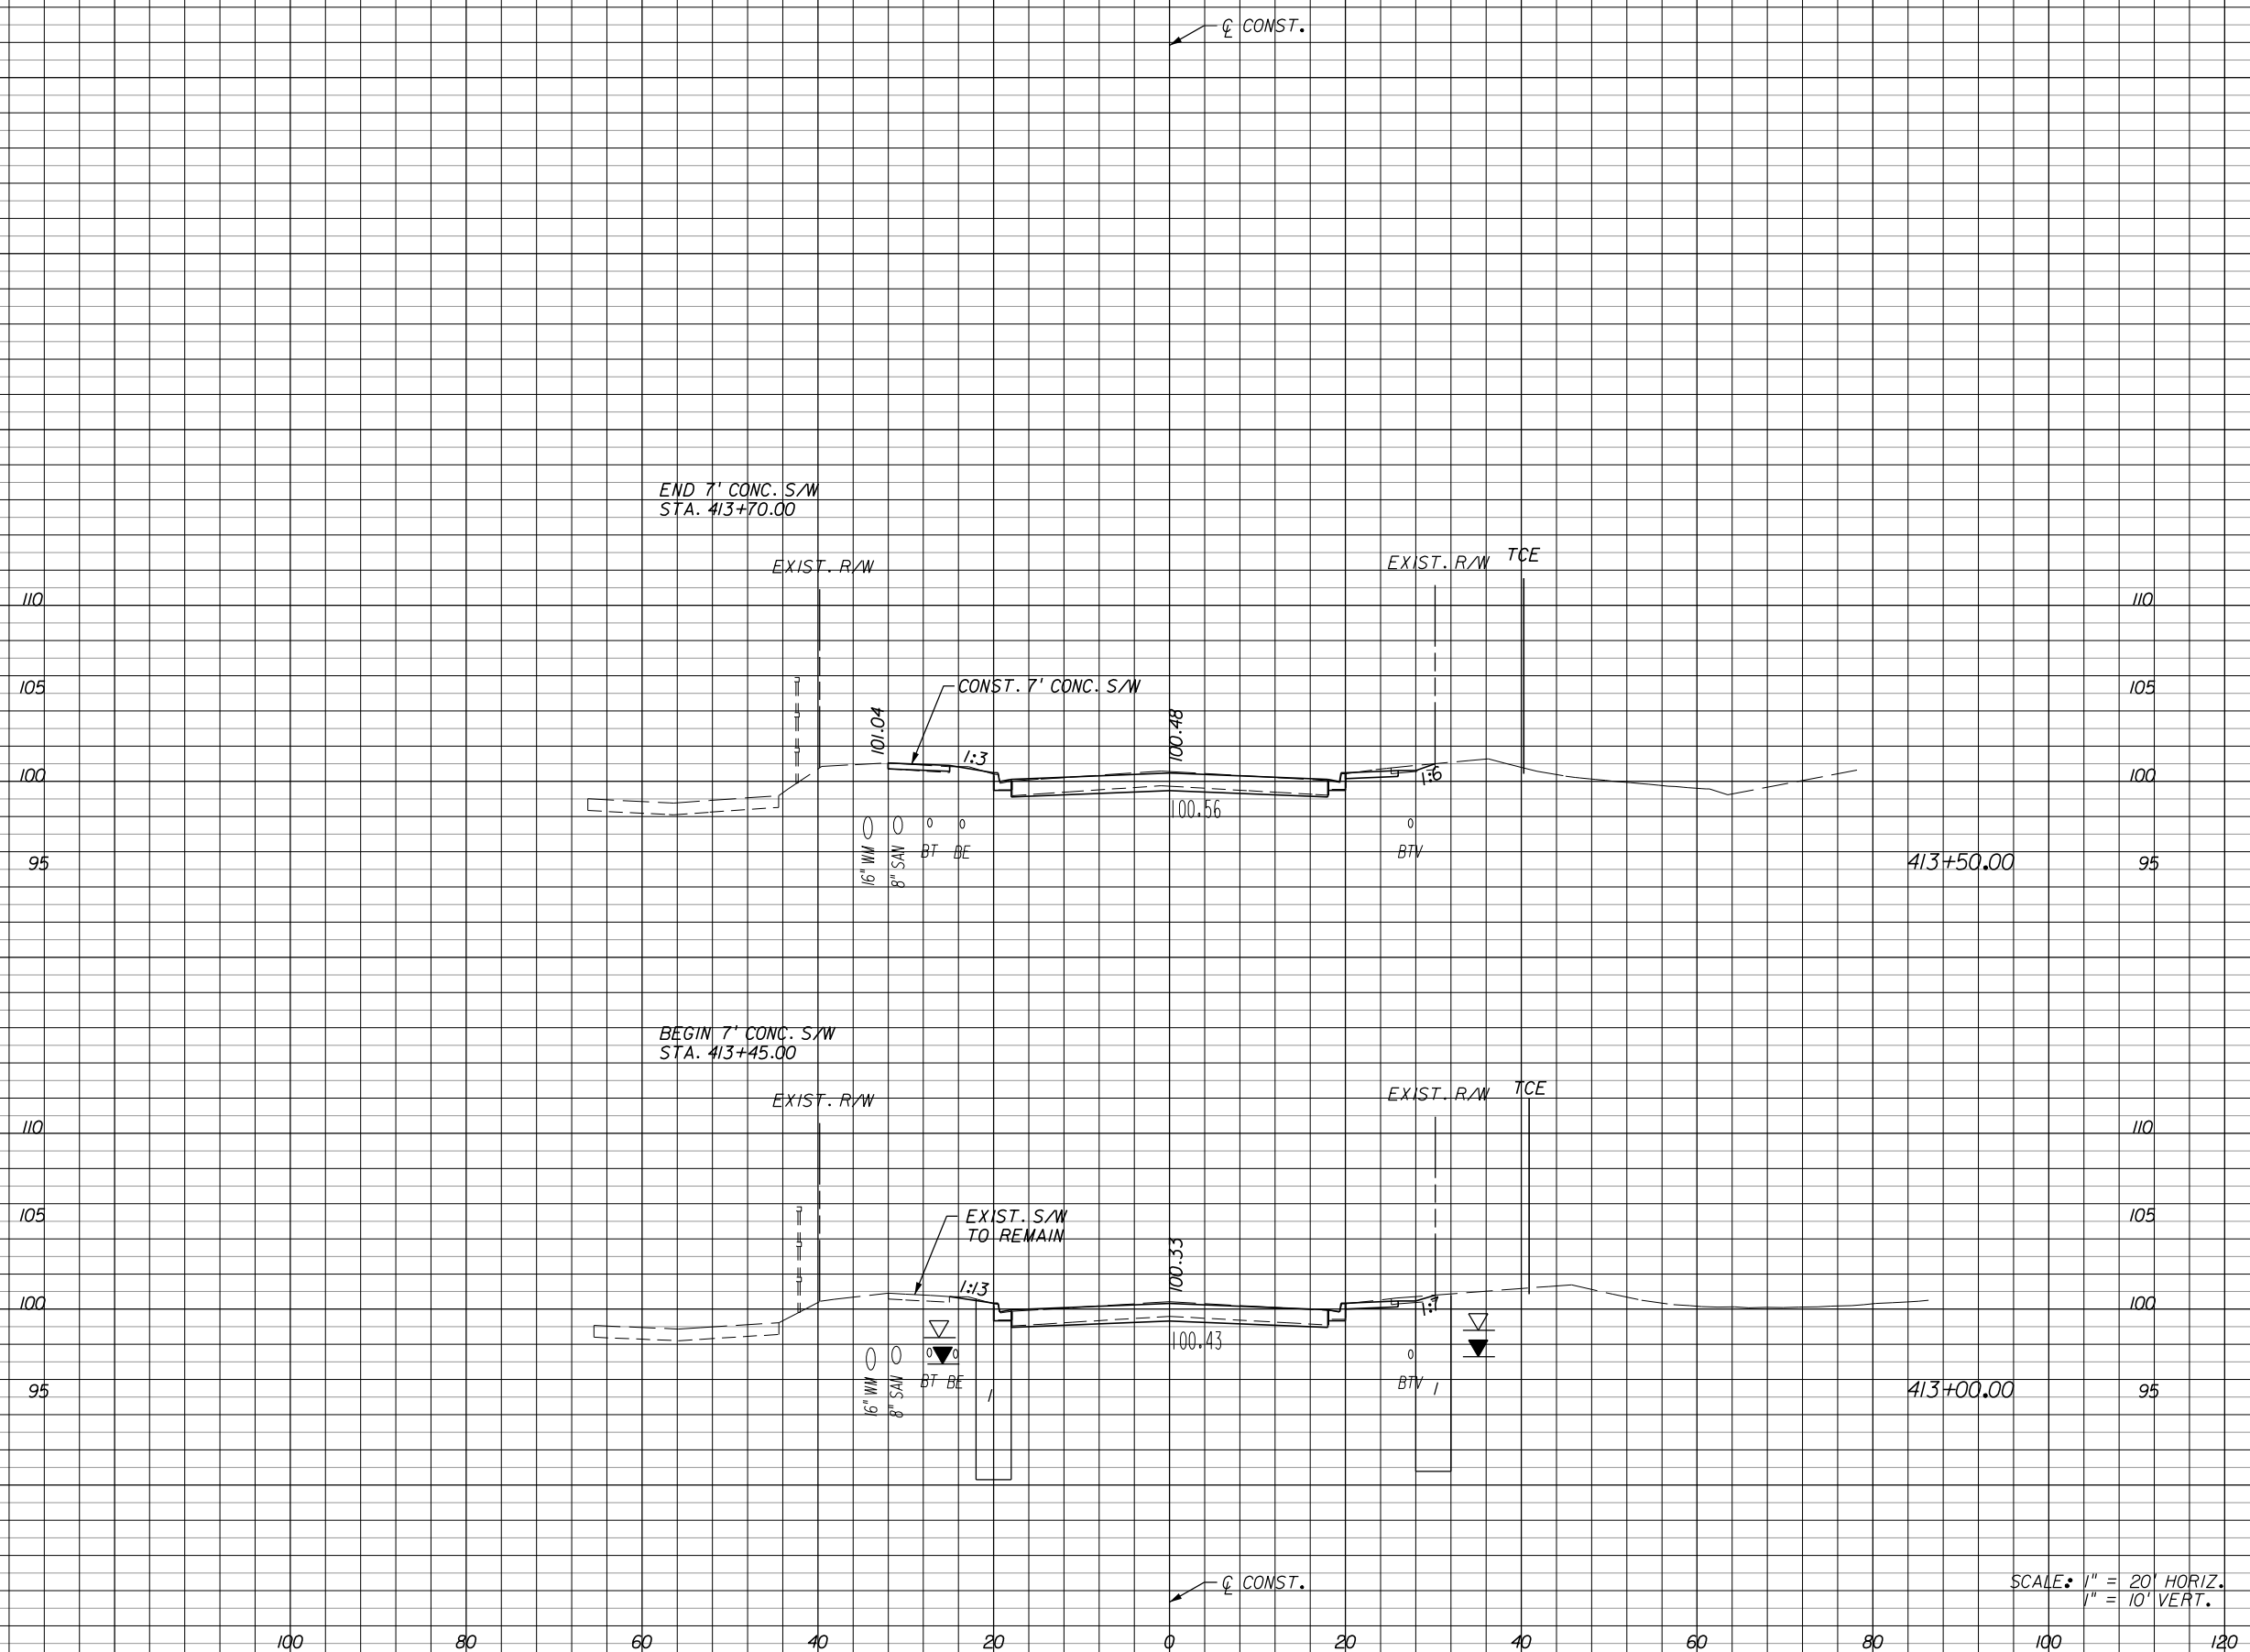 ℄ CONST.
END 7' CONC. S/W
STA. 413+70.00
EXIST. R/W
EXIST. R/W
TCE
110
110
105
CONST. 7' CONC. S/W
105
101.04
100.48
1:3
100
1:6
100
100.56
16" WM
8" SAN
BT
BE
BTV
95
413+50.00
95
BEGIN 7' CONC. S/W
STA. 413+45.00
EXIST. R/W
EXIST. R/W
TCE
110
110
105
EXIST. S/W
TO REMAIN
105
100.33
1:13
100
1:7
100
100.43
16" WM
8" SAN
BT
BE
1
BTV
1
95
413+00.00
95
℄ CONST.
SCALE: 1" = 20' HORIZ.
1" = 10' VERT.
100 80 60 40 20 0 20 40 60 80 100 120